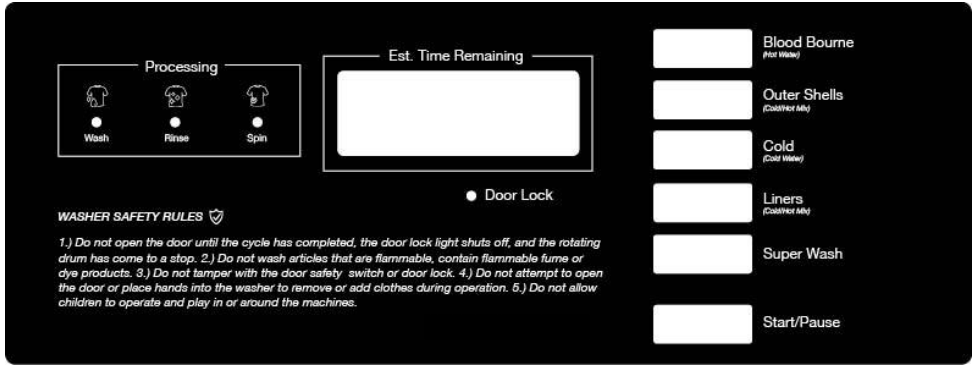 Processing
Wash
Rinse
Spin
Est. Time Remaining
Door Lock
WASHER SAFETY RULES
1.) Do not open the door until the cycle has completed, the door lock light shuts off, and the rotating
drum has come to a stop. 2.) Do not wash articles that are flammable, contain flammable fume or
dye products. 3.) Do not tamper with the door safety switch or door lock. 4.) Do not attempt to open
the door or place hands into the washer to remove or add clothes during operation. 5.) Do not allow
children to operate and play in or around the machines.
Blood Bourne
(Hot Water)
Outer Shells
(Cold/Hot Mix)
Cold
(Cold Water)
Liners
(Cold/Hot Mix)
Super Wash
Start/Pause